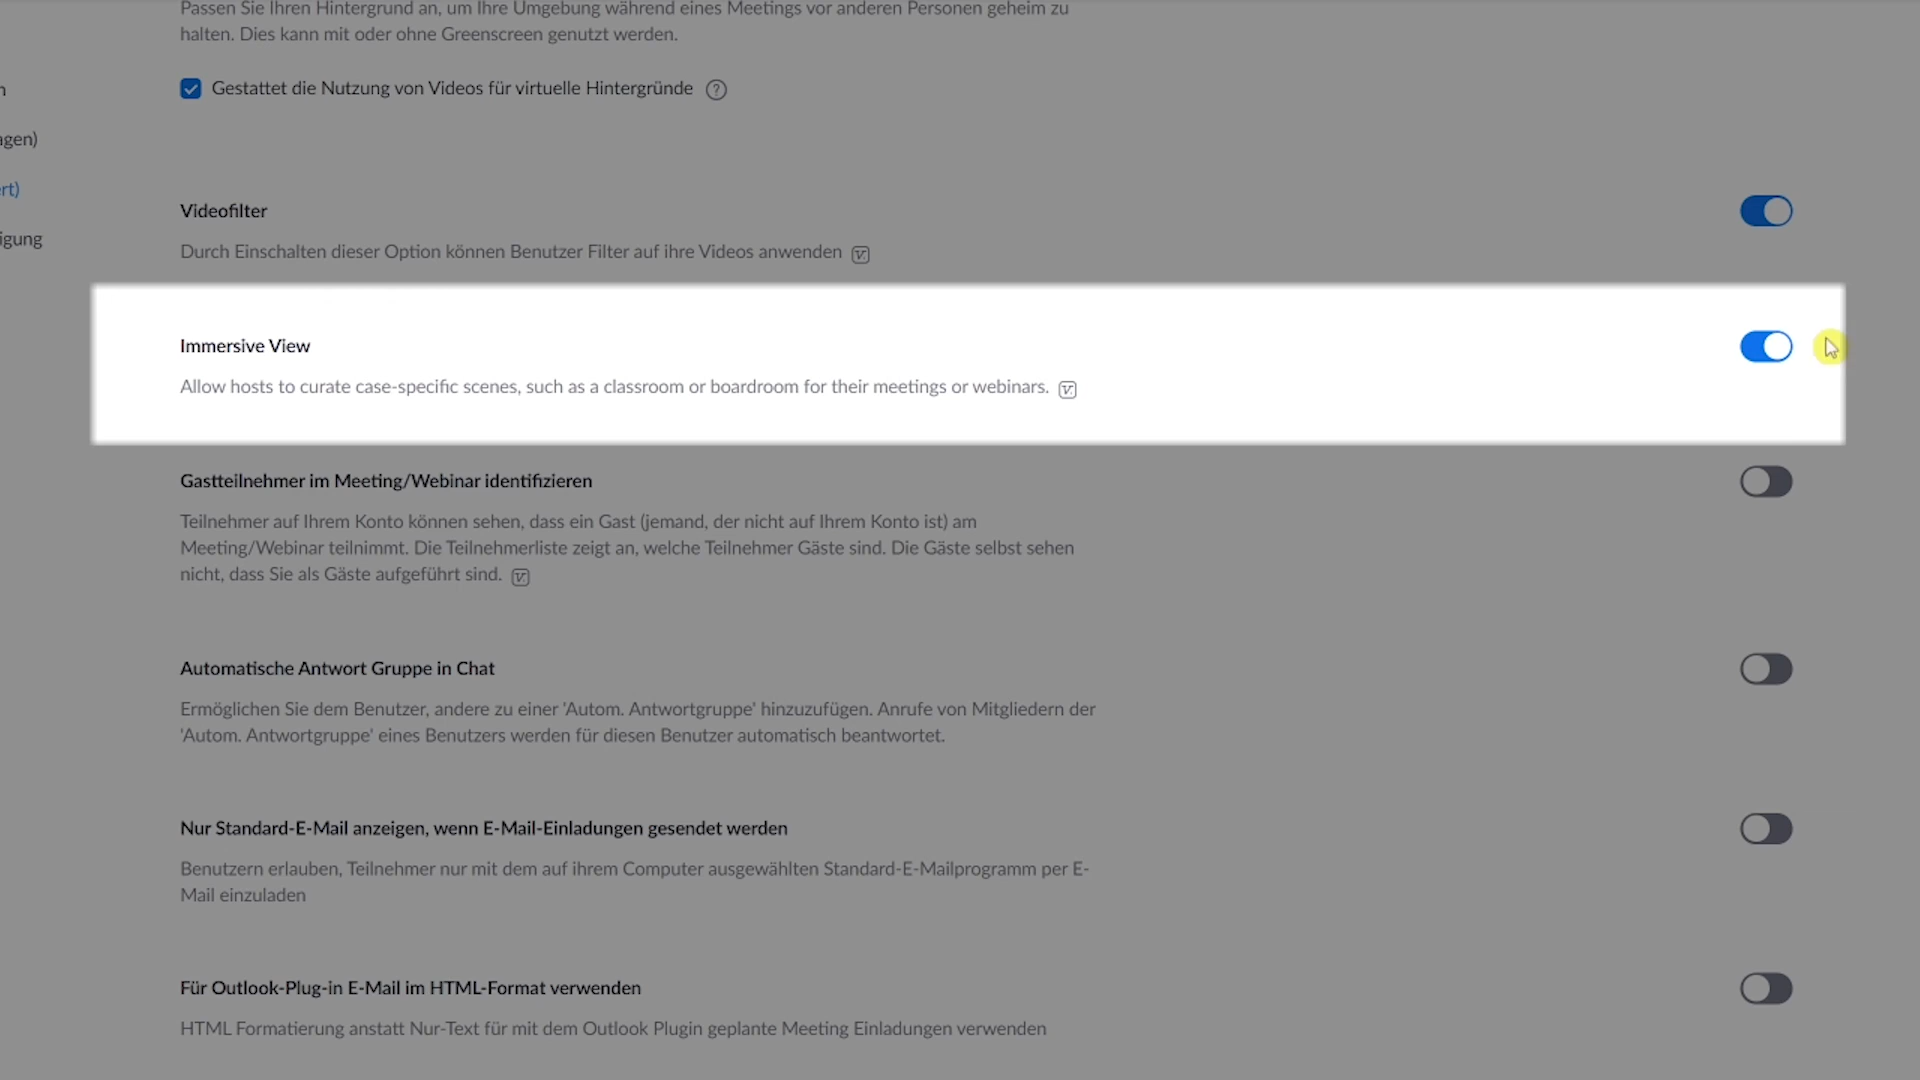 Passen Sie Ihren Hintergrund an, um Ihre Umgebung während eines Meetings vor anderen Personen geheim zu
halten. Dies kann mit oder ohne Greenscreen genutzt werden.
Gestattet die Nutzung von Videos für virtuelle Hintergründe
n
agen)
ert)
igung
Videofilter
Durch Einschalten dieser Option können Benutzer Filter auf ihre Videos anwenden
Immersive View
Allow hosts to curate case-specific scenes, such as a classroom or boardroom for their meetings or webinars.
Gastteilnehmer im Meeting/Webinar identifizieren
Teilnehmer auf Ihrem Konto können sehen, dass ein Gast (jemand, der nicht auf Ihrem Konto ist) am
Meeting/Webinar teilnimmt. Die Teilnehmerliste zeigt an, welche Teilnehmer Gäste sind. Die Gäste selbst sehen
nicht, dass Sie als Gäste aufgeführt sind.
Automatische Antwort Gruppe in Chat
Ermöglichen Sie dem Benutzer, andere zu einer 'Autom. Antwortgruppe' hinzuzufügen. Anrufe von Mitgliedern der
'Autom. Antwortgruppe' eines Benutzers werden für diesen Benutzer automatisch beantwortet.
Nur Standard-E-Mail anzeigen, wenn E-Mail-Einladungen gesendet werden
Benutzern erlauben, Teilnehmer nur mit dem auf ihrem Computer ausgewählten Standard-E-Mailprogramm per E-
Mail einzuladen
Für Outlook-Plug-in E-Mail im HTML-Format verwenden
HTML Formatierung anstatt Nur-Text für mit dem Outlook Plugin geplante Meeting Einladungen verwenden